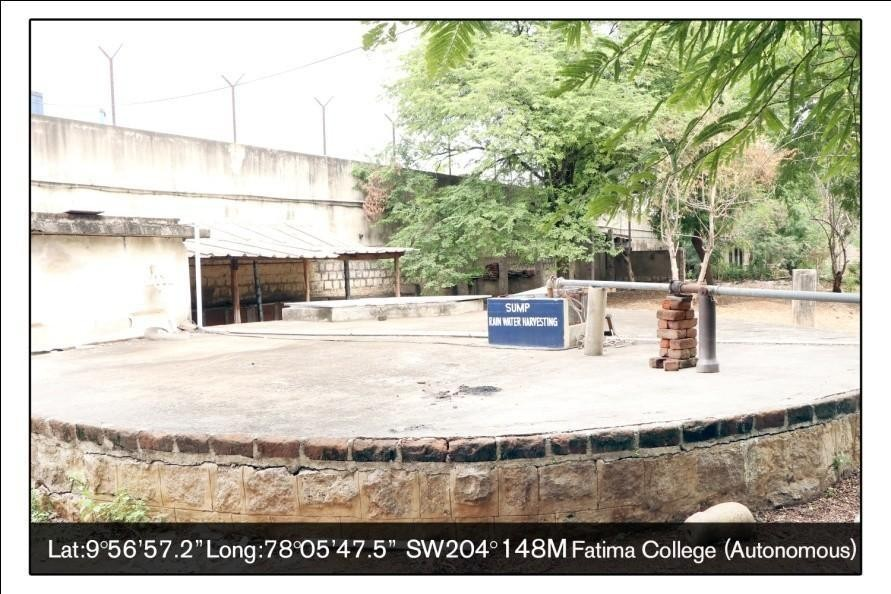 SUMP
RAIN WATER HARVESTING
Lat:9°56'57.2" Long:78°05'47.5" SW204° 148M Fatima College (Autonomous)